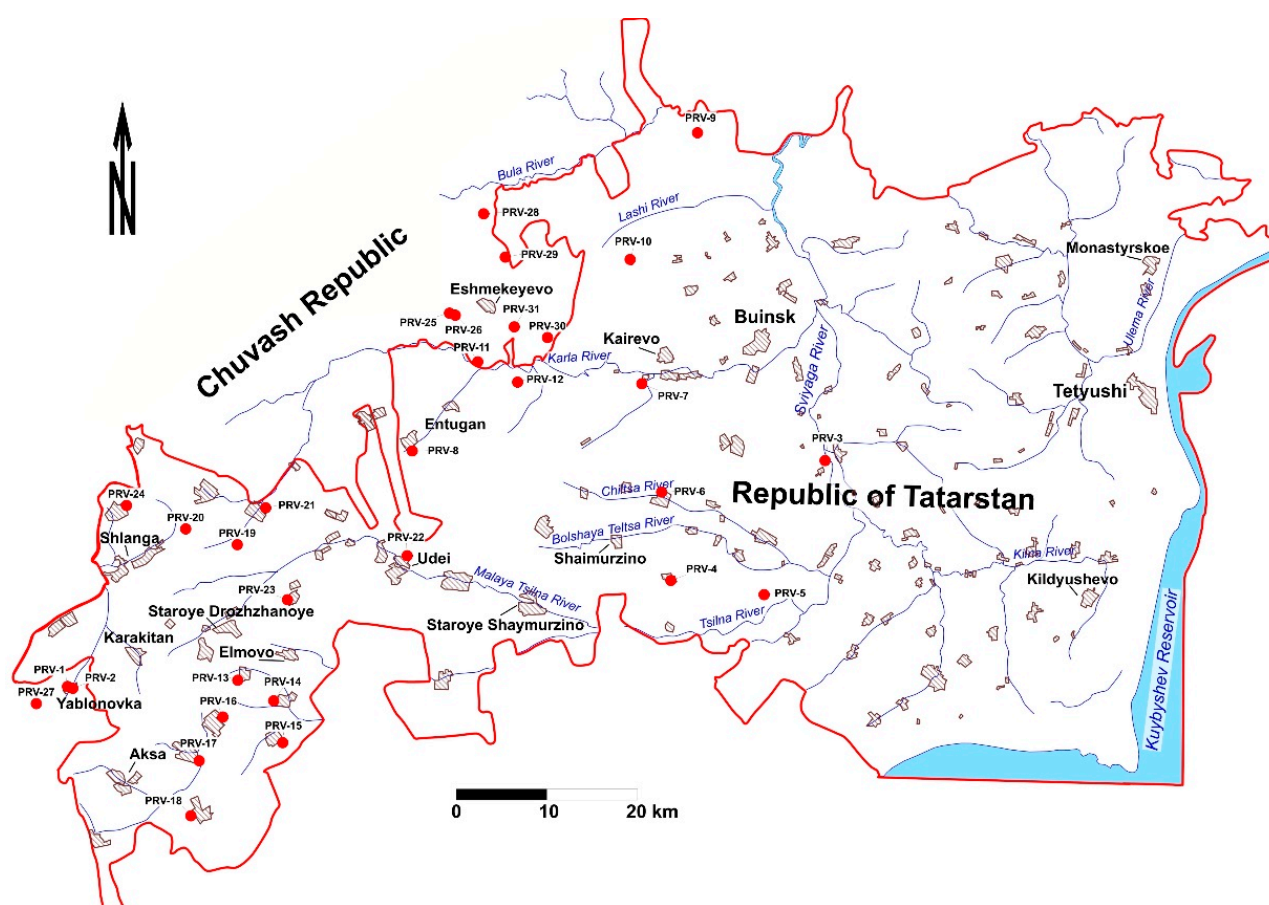 N
PRV-9
Bula River
PRV-28
Lashi River
PRV-29
PRV-10
Monastyrskoe
Chuvash Republic
Eshmekeyevo
Ulema River
PRV-25
PRV-26
PRV-31
PRV-30
Buinsk
Kairevo
PRV-11
Karla River
Sviyaga River
PRV-12
PRV-7
Tetyushi
Entugan
PRV-8
PRV-3
PRV-24
PRV-21
Chiltsa River
PRV-6
Republic of Tatarstan
PRV-20
Shlanga
PRV-19
Bolshaya Teltsa River
PRV-22
Udei
Shaimurzino
Kilna River
PRV-4
Malaya Tsilna River
Kildyushevo
PRV-23
PRV-5
Staroye Drozhzhanoye
Tsilna River
Staroye Shaymurzino
Karakitan
Elmovo
Kuybyshev Reservoir
PRV-1
PRV-2
PRV-13
PRV-27
Yablonovka
PRV-14
PRV-16
PRV-15
PRV-17
Aksa
PRV-18
0 10 20 km